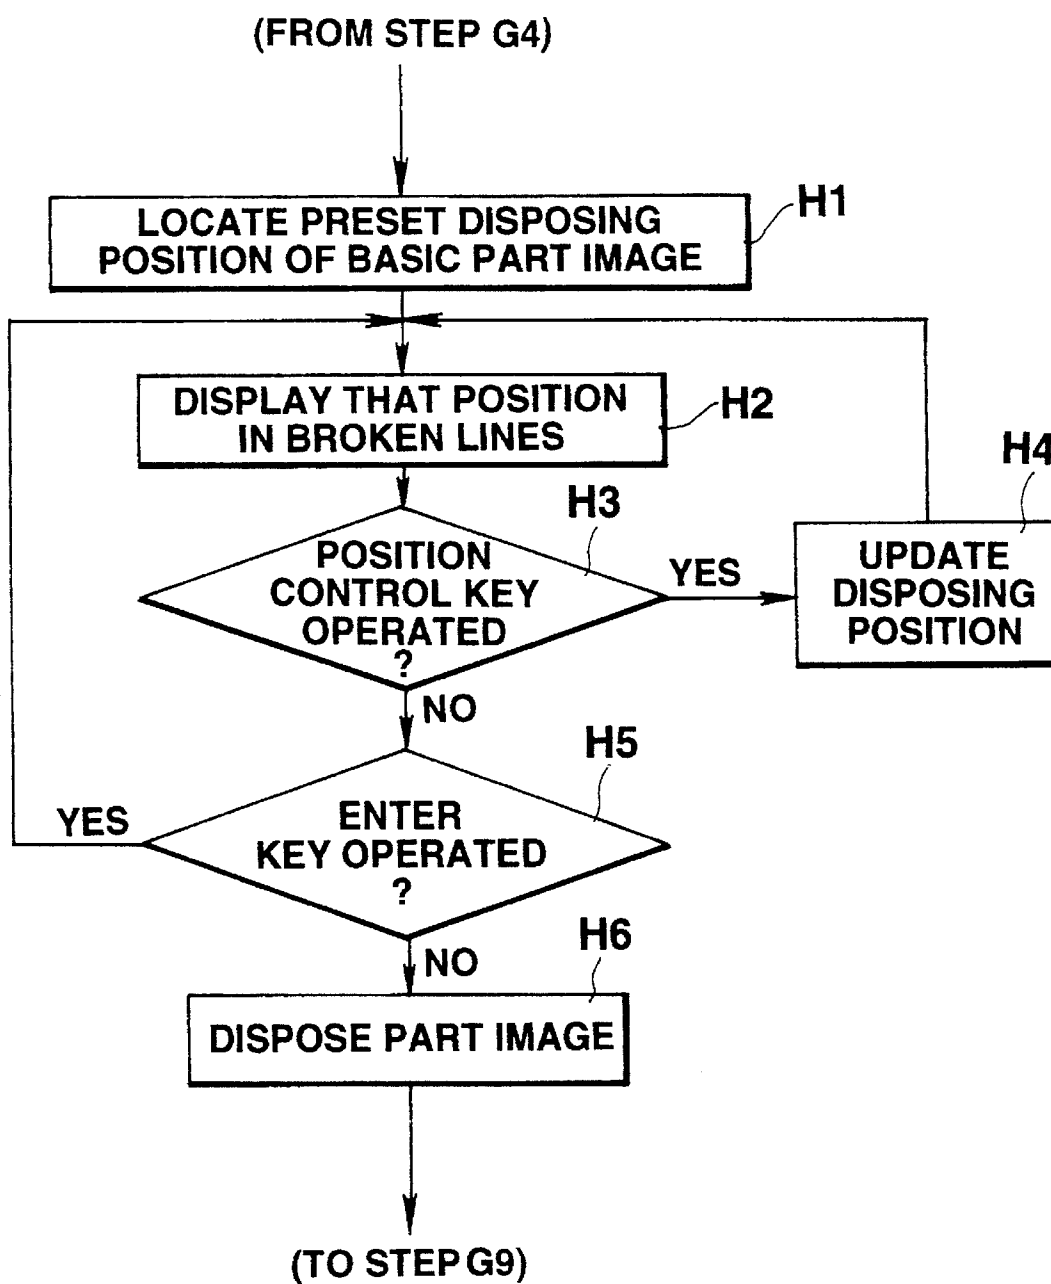 (FROM STEP G4)
H1
LOCATE PRESET DISPOSING
POSITION OF BASIC PART IMAGE
DISPLAY THAT POSITION
IN BROKEN LINES
H2
H4
H3
POSITION
CONTROL KEY
OPERATED
?
YES
UPDATE
DISPOSING
POSITION
NO
H5
YES
ENTER
KEY OPERATED
?
H6
NO
DISPOSE PART IMAGE
(TO STEP G9)